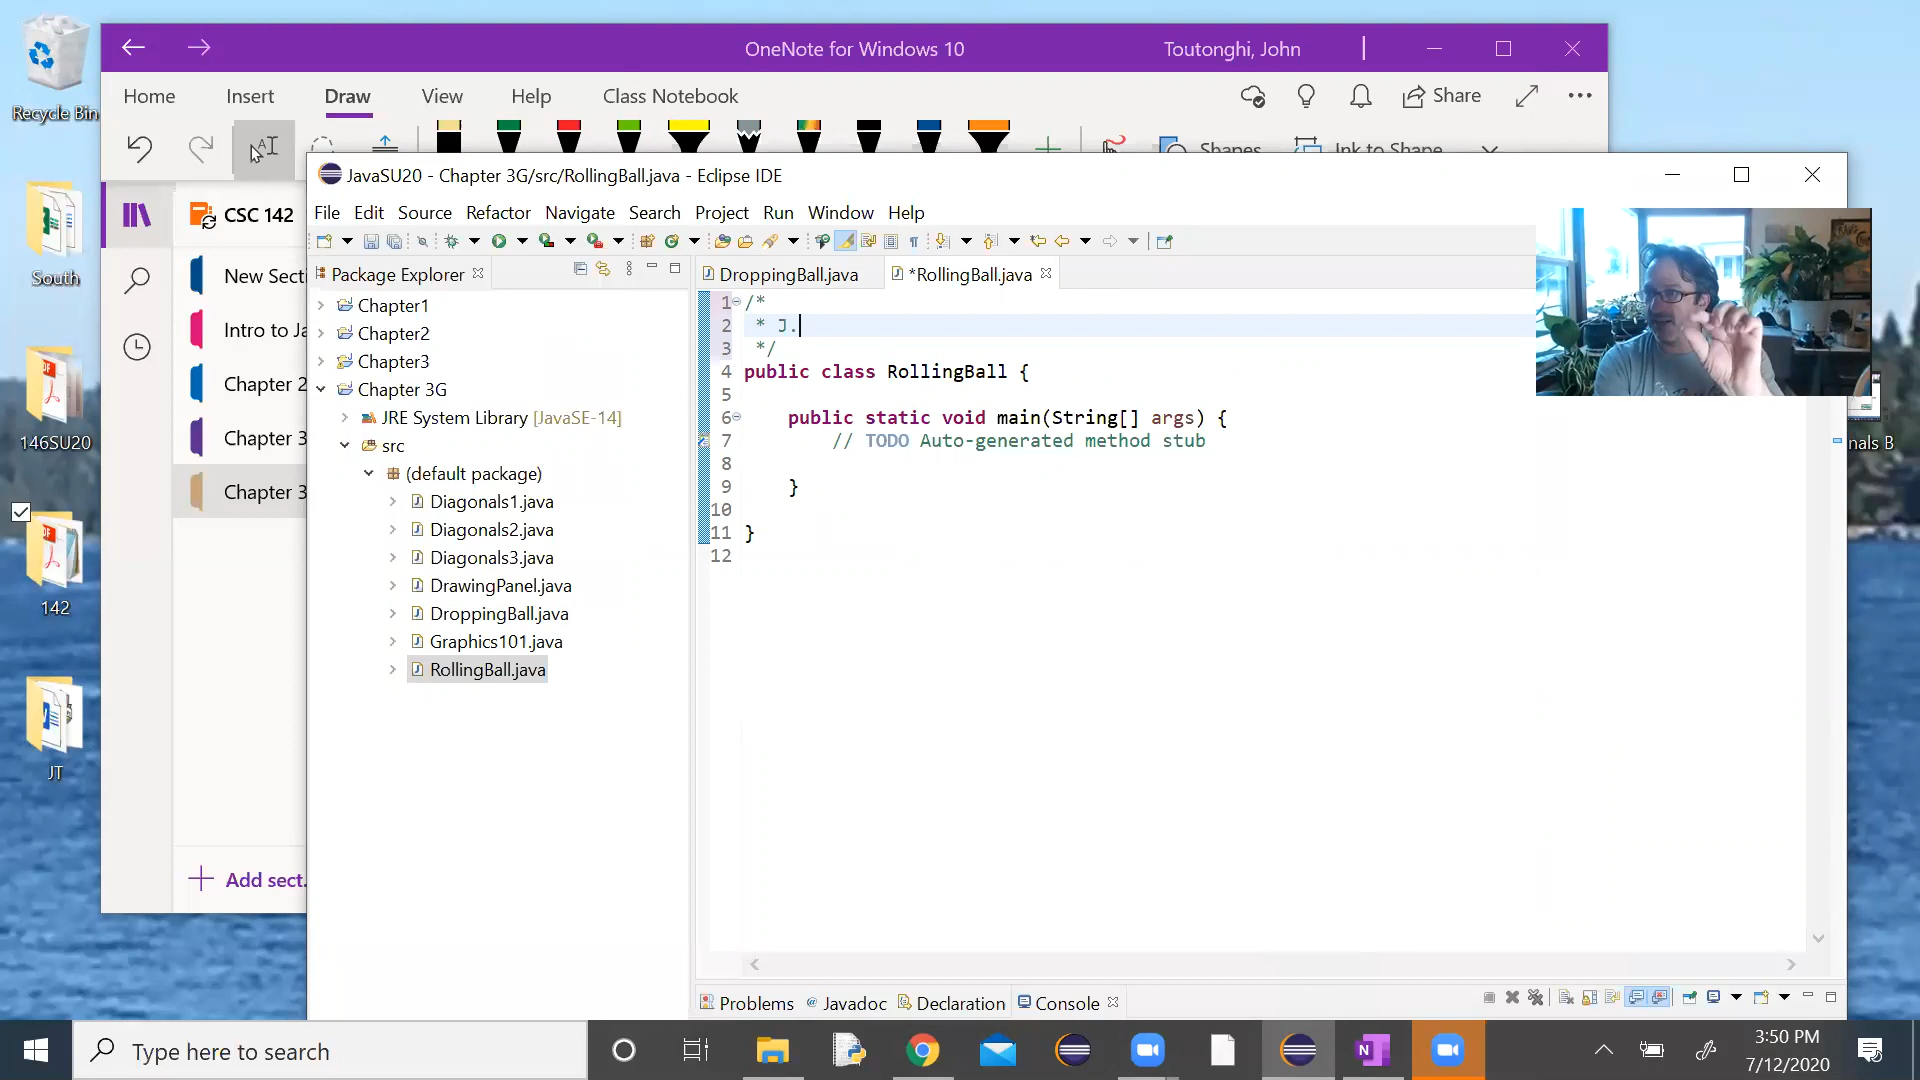 Recycle Bin
South
146SU20
142
JT
OneNote for Windows 10
Toutonghi, John
Home
Insert
Draw
View
Help
Class Notebook
Share
Shapes
Ink to Shape
CSC 142
New Secti
Intro to Ja
Chapter 2
Chapter 3
Chapter 3
Add sect.
JavaSU20 - Chapter 3G/src/RollingBall.java - Eclipse IDE
File Edit Source Refactor Navigate Search Project Run Window Help
Package Explorer
Chapter1
Chapter2
Chapter3
Chapter 3G
JRE System Library [JavaSE-14]
src
(default package)
Diagonals1.java
Diagonals2.java
Diagonals3.java
DrawingPanel.java
DroppingBall.java
Graphics101.java
RollingBall.java
DroppingBall.java
*RollingBall.java
1 /*
2 * J.
3 */
4 public class RollingBall {
5
6 public static void main(String[] args) {
7 // TODO Auto-generated method stub
8
9 }
10
11 }
12
nals B
Problems
@ Javadoc
Declaration
Console
Type here to search
3:50 PM
7/12/2020